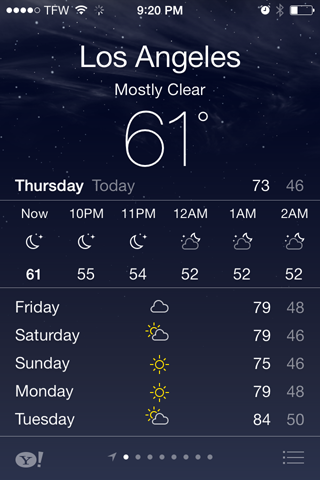 TFW 9:20 PM
Los Angeles
Mostly Clear
61°
Thursday Today 73 46
Now 10PM 11PM 12AM 1AM 2AM
61 55 54 52 52 52
Friday 79 48
Saturday 79 46
Sunday 75 46
Monday 79 48
Tuesday 84 50
Y!